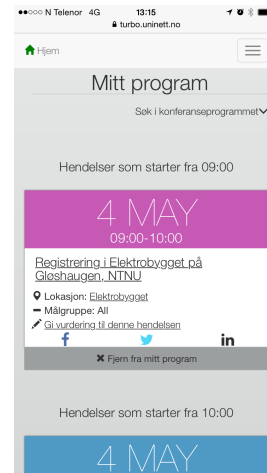 N Telenor 4G 13:15
turbo.uninett.no
Hjem
Mitt program
Søk i konferanseprogrammet
Hendelser som starter fra 09:00
4 MAY
09:00-10:00
Registrering i Elektrobygget på
Gløshaugen, NTNU
Lokasjon: Elektrobygget
Målgruppe: All
Gi vurdering til denne hendelsen
Fjern fra mitt program
Hendelser som starter fra 10:00
4 MAY